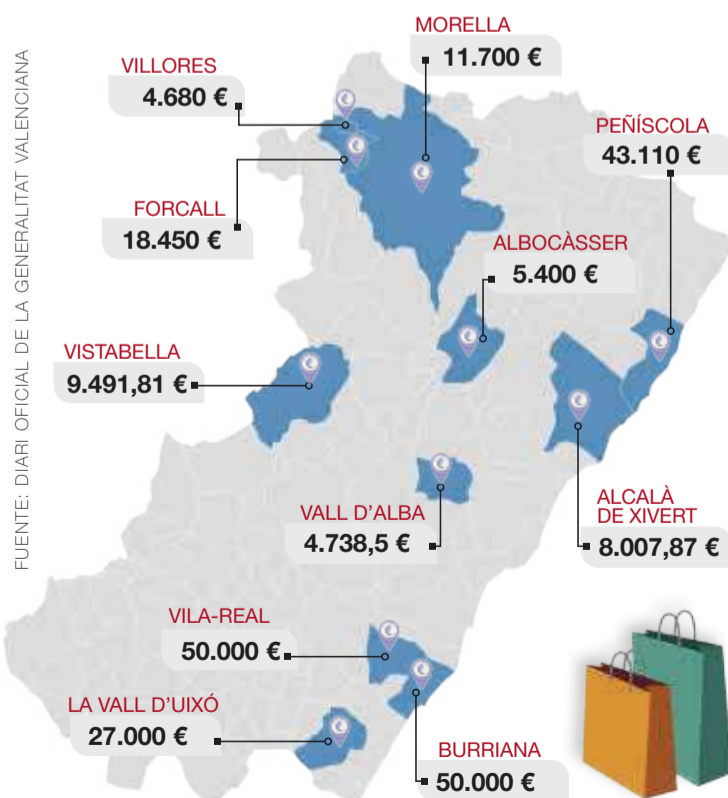 FUENTE: DIARI OFICIAL DE LA GENERALITAT VALENCIANA
MORELLA
11.700 €
VILLORES
4.680 €
PEÑÍSCOLA
43.110 €
FORCALL
18.450 €
ALBOCÀSSER
5.400 €
VISTABELLA
9.491,81 €
VALL D’ALBA
4.738,5 €
ALCALÀ
DE XIVERT
8.007,87 €
VILA-REAL
50.000 €
LA VALL D’UIXÓ
27.000 €
BURRIANA
50.000 €